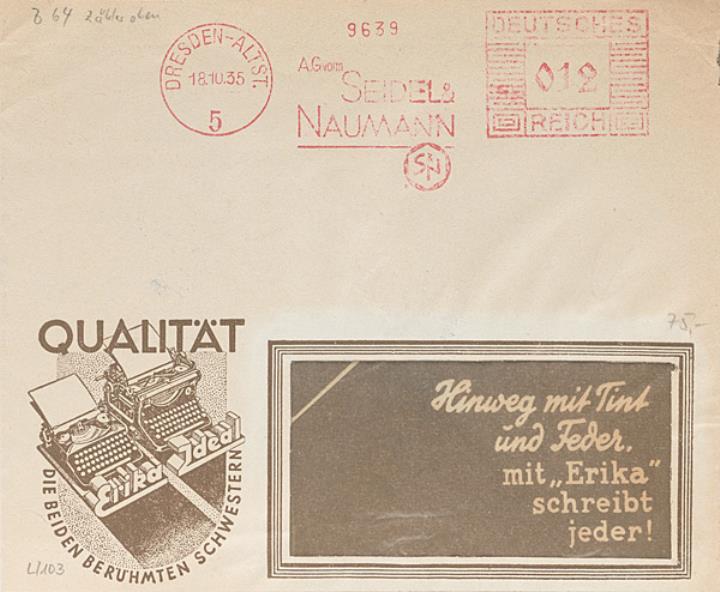 B 64 Zähler oben
9639
DRESDEN-ALTST.
18.10.35
5
A.G. vorm.
SEIDEL &
NAUMANN
SN
DEUTSCHES
012
REICH
75,-
QUALITÄT
Erika Ideal
DIE BEIDEN BERÜHMTEN SCHWESTERN
L/103
Hinweg mit Tint
und Feder,
mit „Erika"
schreibt
jeder!